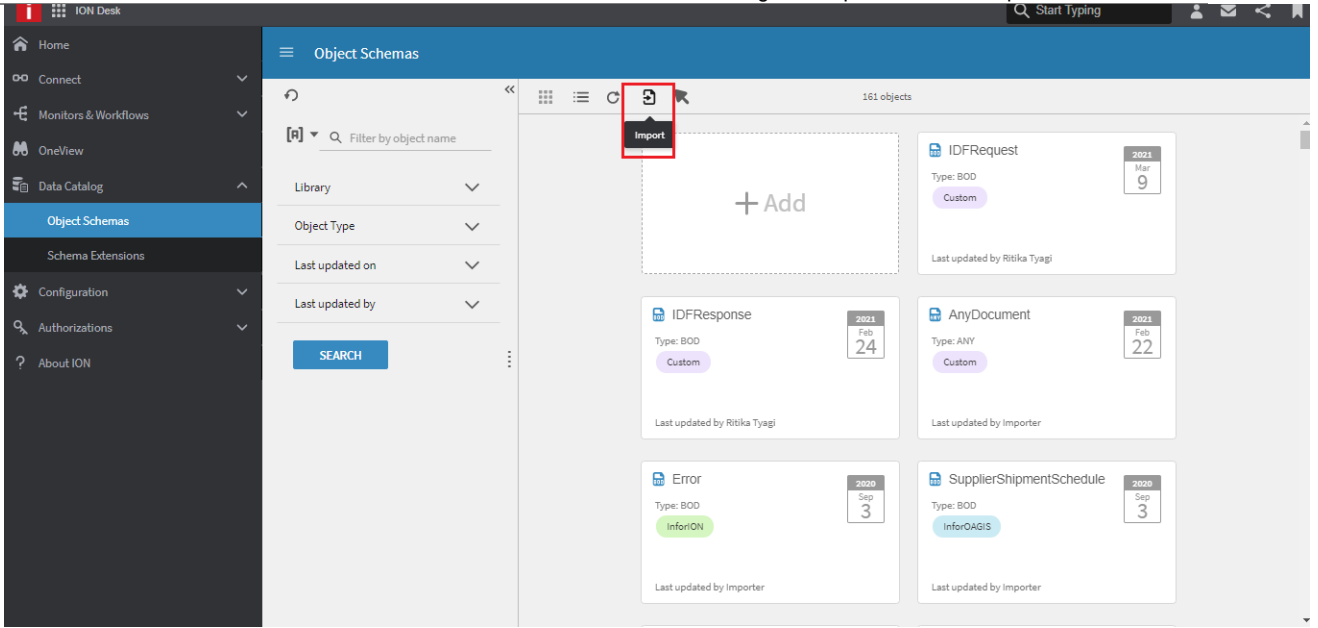 ION Desk
Start Typing
Home
Connect
Monitors & Workflows
OneView
Data Catalog
Object Schemas
Schema Extensions
Configuration
Authorizations
? About ION
Object Schemas
[A]
Filter by object name
Library
Object Type
Last updated on
Last updated by
SEARCH
161 objects
Import
+ Add
IDFRequest
Type: BOD
Custom
2021
Mar
9
Last updated by Ritika Tyagi
IDFResponse
Type: BOD
Custom
2021
Feb
24
Last updated by Ritika Tyagi
AnyDocument
Type: ANY
Custom
2021
Feb
22
Last updated by Importer
Error
Type: BOD
InforION
2020
Sep
3
Last updated by Importer
SupplierShipmentSchedule
Type: BOD
InforOAGIS
2020
Sep
3
Last updated by Importer